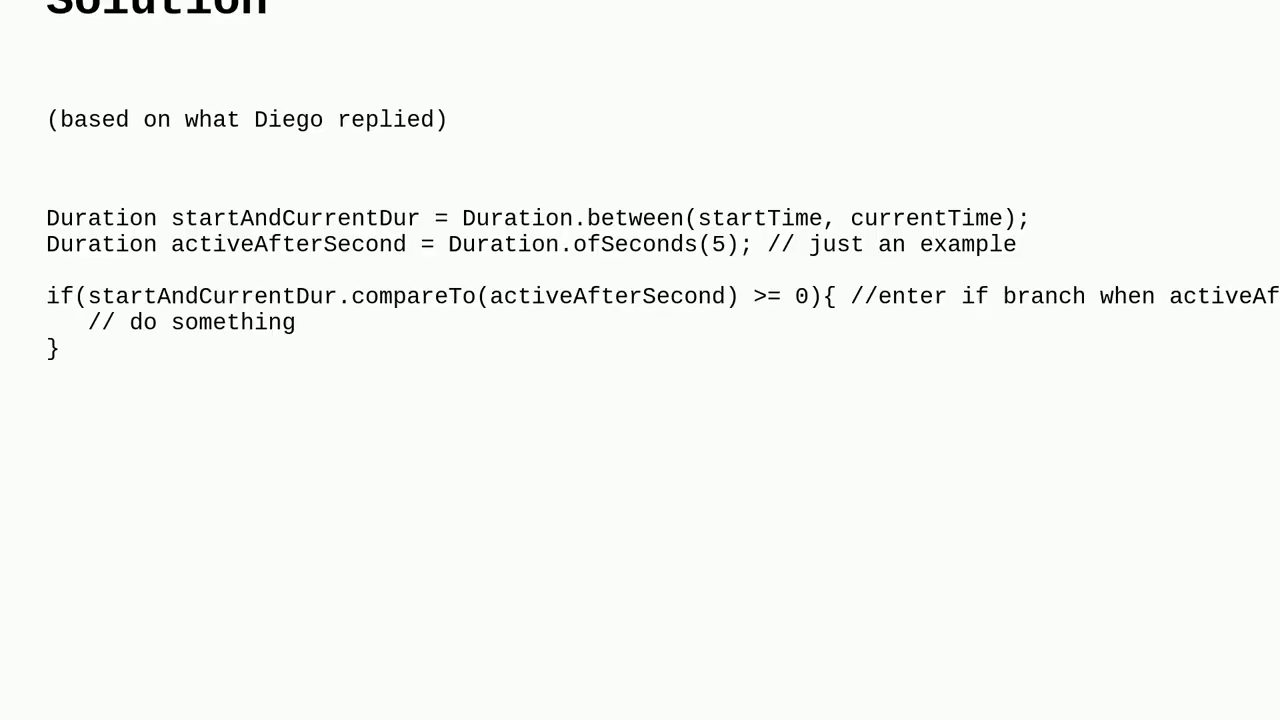 Solution
(based on what Diego replied)
Duration startAndCurrentDur = Duration.between(startTime, currentTime);
Duration activeAfterSecond = Duration.ofSeconds(5); // just an example
if(startAndCurrentDur.compareTo(activeAfterSecond) >= 0){ //enter if branch when activeAf
// do something
}